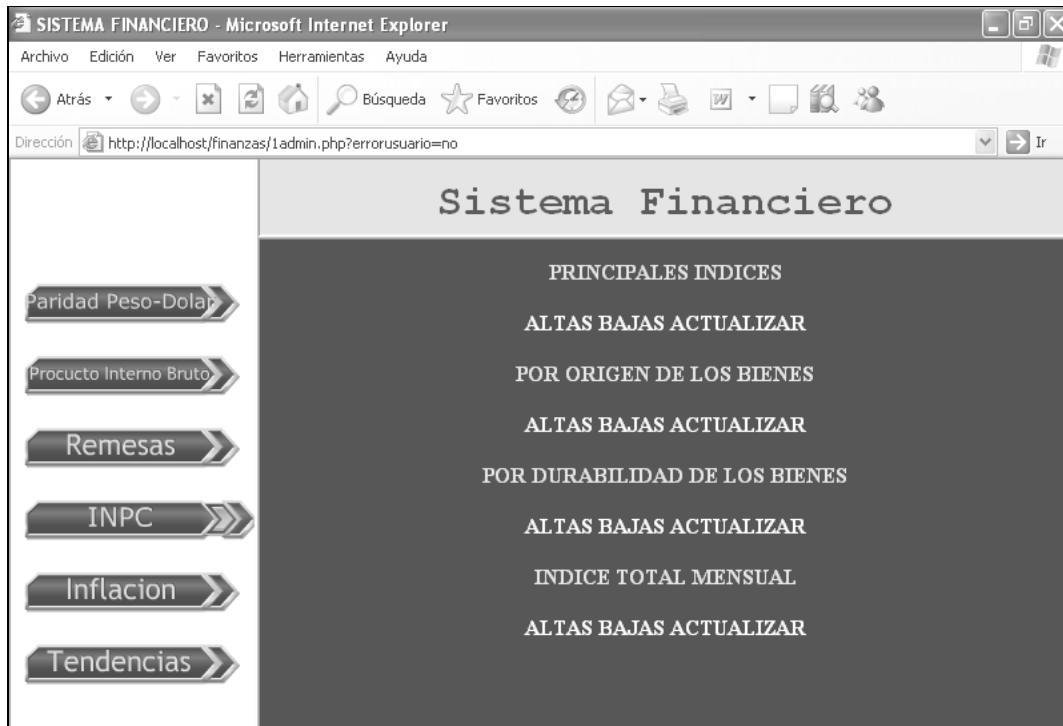 SISTEMA FINANCIERO - Microsoft Internet Explorer
Archivo Edición Ver Favoritos Herramientas Ayuda
Atrás Búsqueda Favoritos
Dirección http://localhost/finanzas/1admin.php?errorusuario=no Ir
Sistema Financiero
Paridad Peso-Dolar
Procucto Interno Bruto
Remesas
INPC
Inflacion
Tendencias
PRINCIPALES INDICES
ALTAS BAJAS ACTUALIZAR
POR ORIGEN DE LOS BIENES
ALTAS BAJAS ACTUALIZAR
POR DURABILIDAD DE LOS BIENES
ALTAS BAJAS ACTUALIZAR
INDICE TOTAL MENSUAL
ALTAS BAJAS ACTUALIZAR